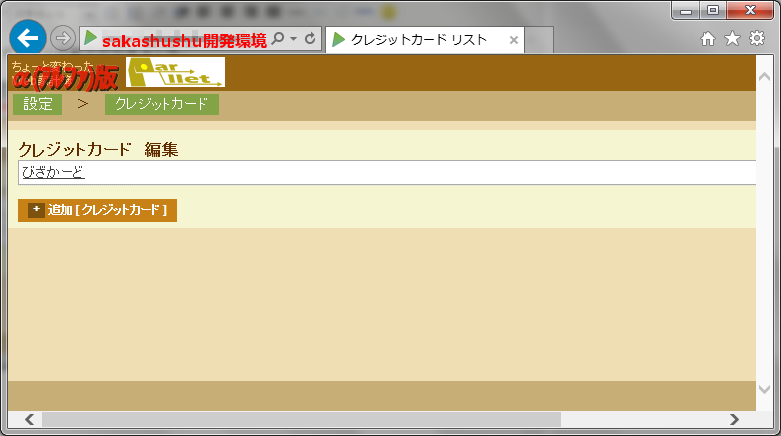 sakashushu開発環境
クレジットカード リスト
ちょっと変わった
α(アルファ)版
Parllet
設定 > クレジットカード
クレジットカード 編集
びざかーど
+ 追加 [ クレジットカード ]